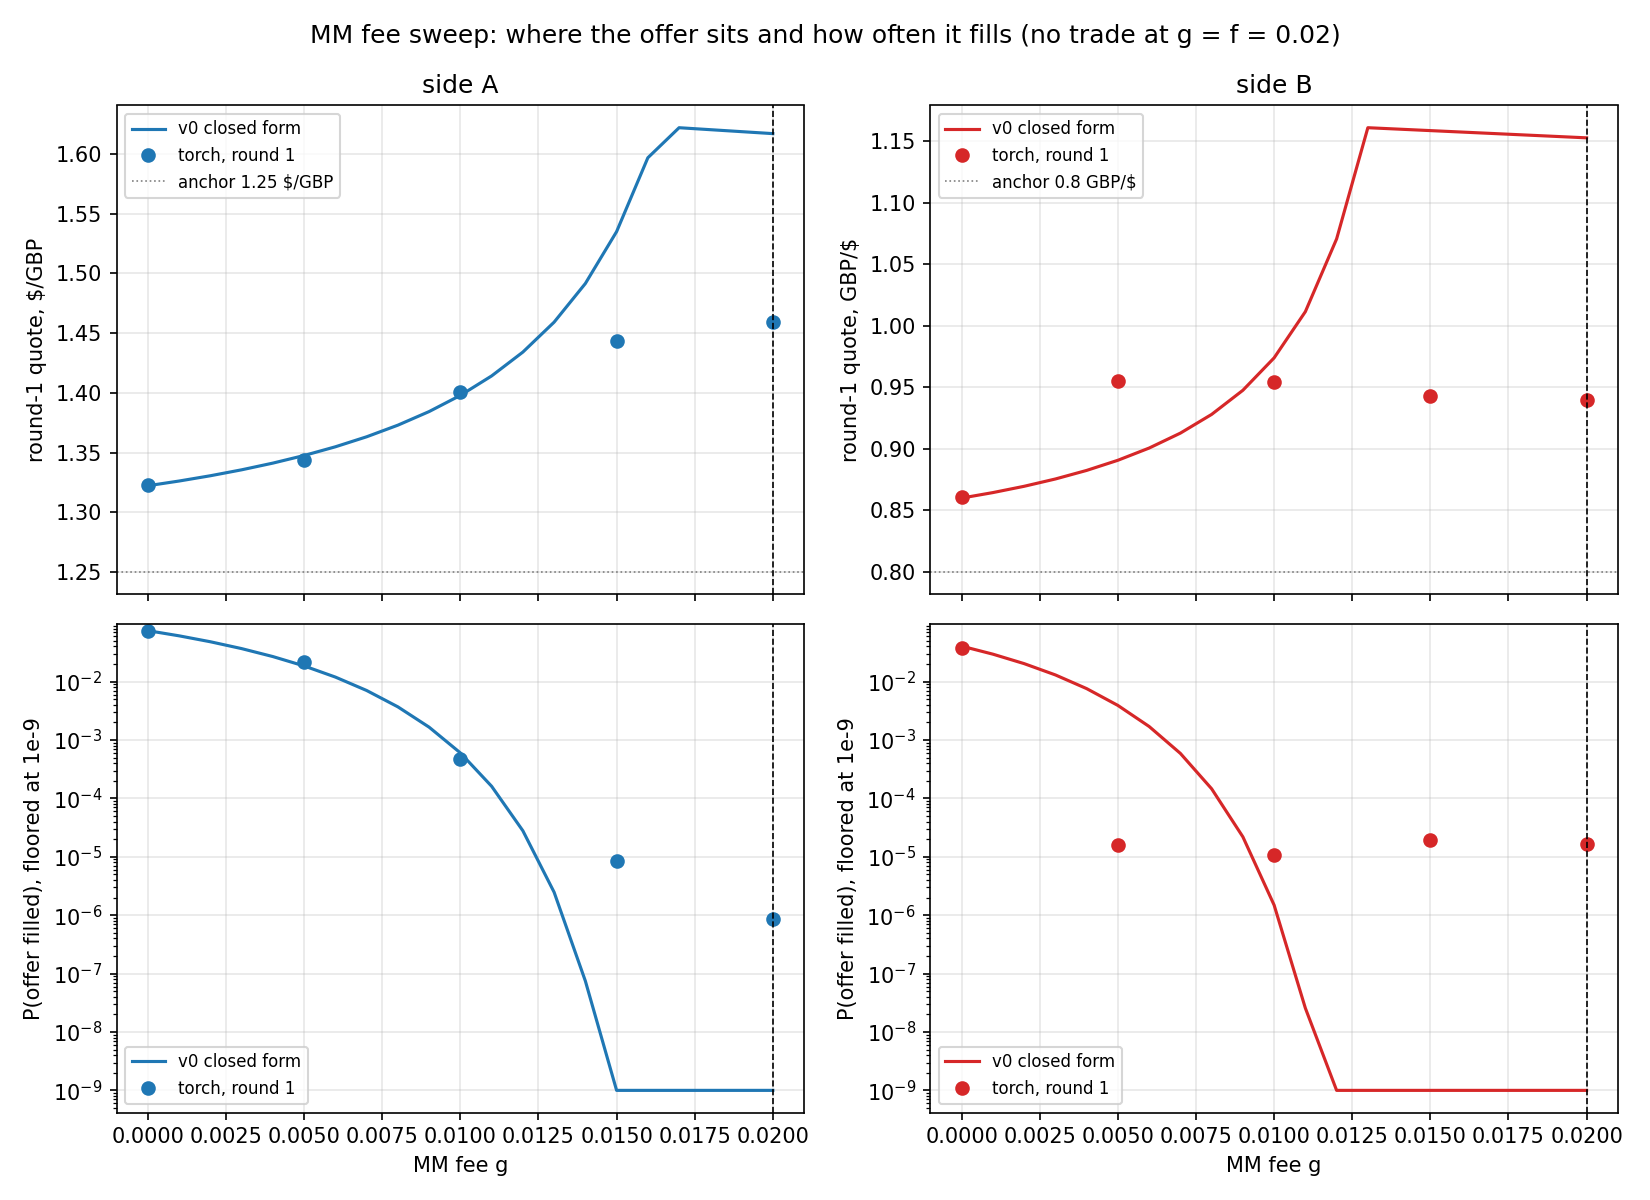 MM fee sweep: where the offer sits and how often it fills (no trade at g = f = 0.02)
side A
v0 closed form
torch, round 1
anchor 1.25 $/GBP
round-1 quote, $/GBP
1.60
1.55
1.50
1.45
1.40
1.35
1.30
1.25
side B
v0 closed form
torch, round 1
anchor 0.8 GBP/$
round-1 quote, GBP/$
1.15
1.10
1.05
1.00
0.95
0.90
0.85
0.80
P(offer filled), floored at 1e-9
10⁻²
10⁻³
10⁻⁴
10⁻⁵
10⁻⁶
10⁻⁷
10⁻⁸
10⁻⁹
v0 closed form
torch, round 1
0.0000 0.0025 0.0050 0.0075 0.0100 0.0125 0.0150 0.0175 0.0200
MM fee g
P(offer filled), floored at 1e-9
10⁻²
10⁻³
10⁻⁴
10⁻⁵
10⁻⁶
10⁻⁷
10⁻⁸
10⁻⁹
v0 closed form
torch, round 1
0.0000 0.0025 0.0050 0.0075 0.0100 0.0125 0.0150 0.0175 0.0200
MM fee g